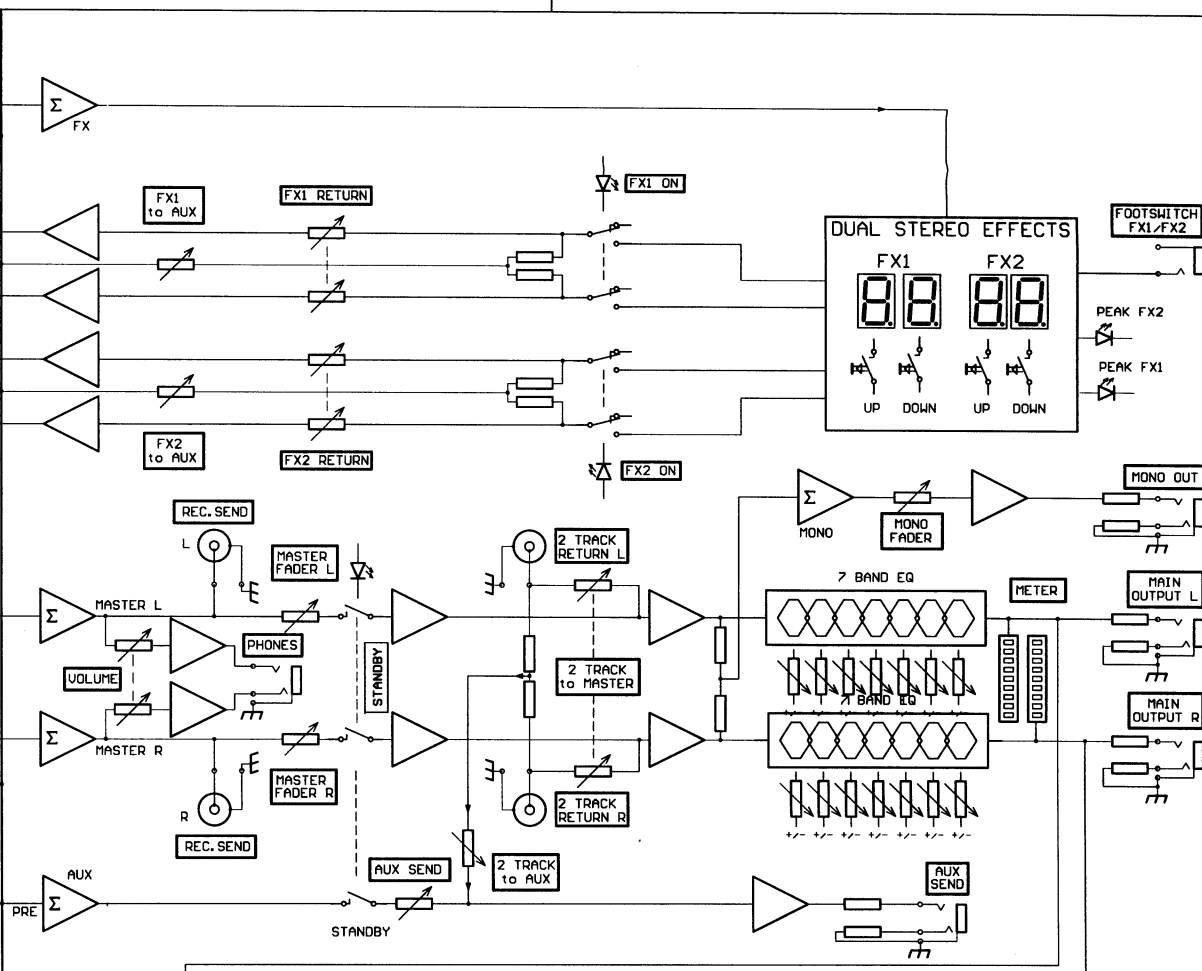 Σ
FX
FX1
to AUX
FX1 RETURN
FX1 ON
DUAL STEREO EFFECTS
FX1
FX2
8.8.
8.8.
UP
DOWN
UP
DOWN
FOOTSWITCH
FX1/FX2
PEAK FX2
PEAK FX1
FX2
to AUX
FX2 RETURN
FX2 ON
MONO OUT
Σ
MONO
MONO
FADER
REC.SEND
L
MASTER
FADER L
2 TRACK
RETURN L
7 BAND EQ
METER
MAIN
OUTPUT L
Σ
MASTER L
PHONES
VOLUME
STANDBY
2 TRACK
to MASTER
7 BAND EQ
MAIN
OUTPUT R
Σ
MASTER R
MASTER
FADER R
2 TRACK
RETURN R
R
REC.SEND
+/- +/- +/- +/- +/- +/- +/-
AUX
PRE
Σ
AUX SEND
2 TRACK
to AUX
AUX
SEND
STANDBY